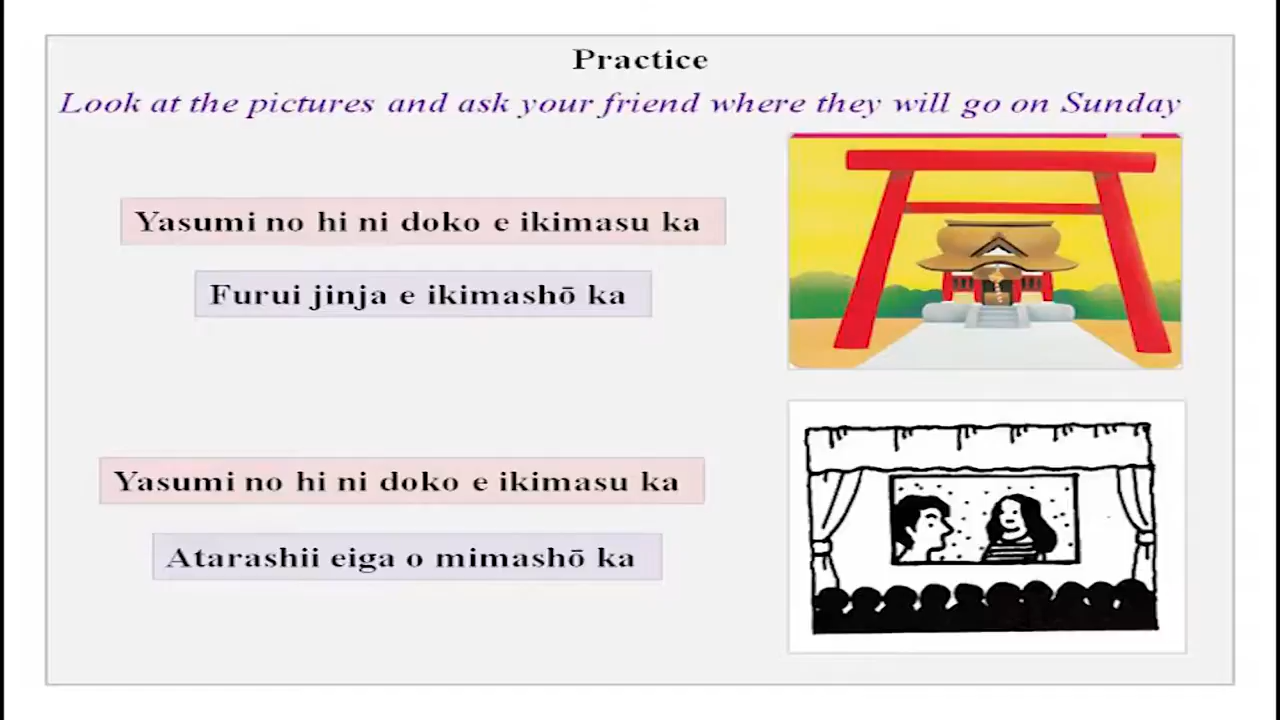 Practice
Look at the pictures and ask your friend where they will go on Sunday
Yasumi no hi ni doko e ikimasu ka
Furui jinja e ikimashō ka
Yasumi no hi ni doko e ikimasu ka
Atarashii eiga o mimashō ka